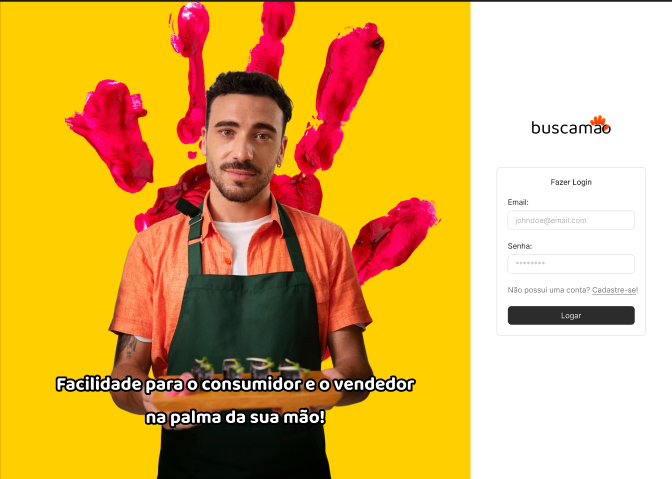 Facilidade para o consumidor e o vendedor
na palma da sua mão!
buscamão
Fazer Login
Email:
johndoe@email.com
Senha:
********
Não possui uma conta? Cadastre-se!
Logar